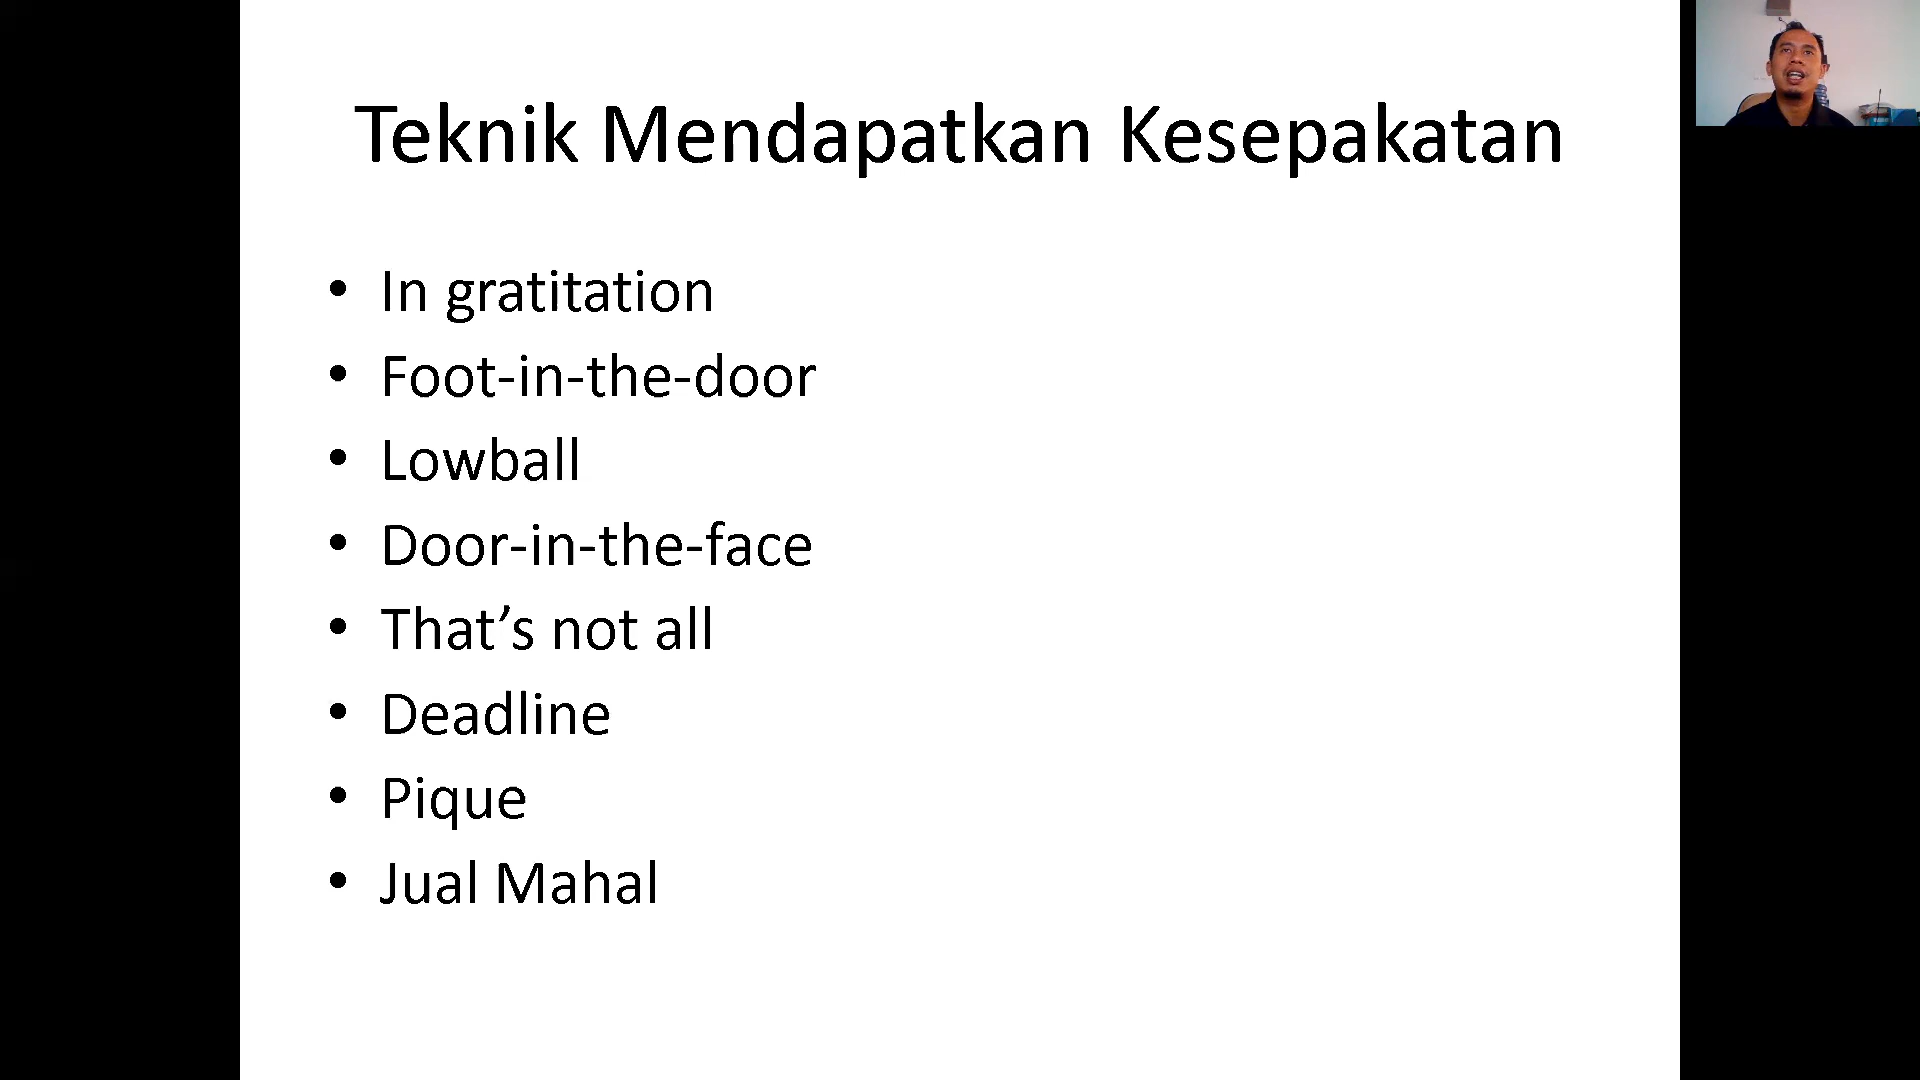 Teknik Mendapatkan Kesepakatan
• In gratitation
• Foot-in-the-door
• Lowball
• Door-in-the-face
• That’s not all
• Deadline
• Pique
• Jual Mahal